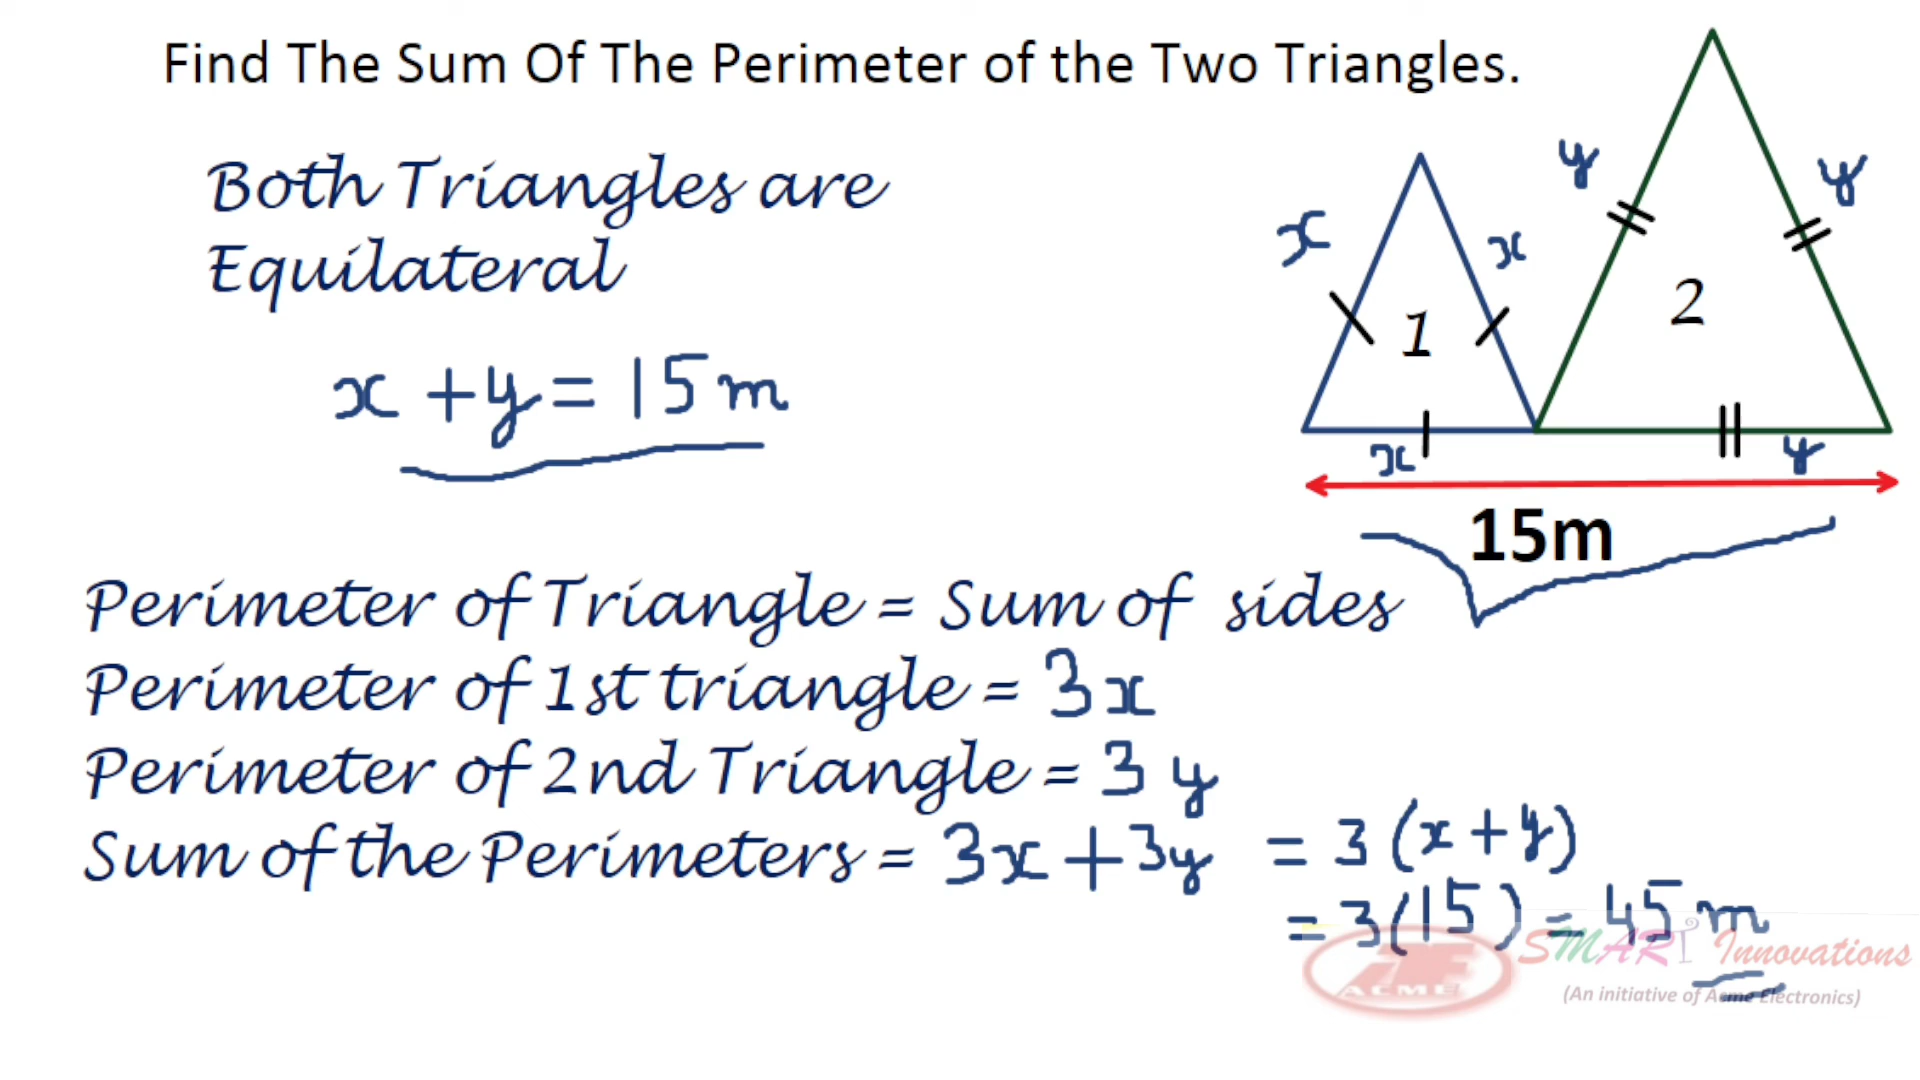 Find The Sum Of The Perimeter of the Two Triangles.
Both Triangles are
Equilateral
x + y = 15 m
x
x
x
1
y
y
y
2
15m
Perimeter of Triangle = Sum of sides
Perimeter of 1st triangle = 3x
Perimeter of 2nd Triangle = 3y
Sum of the Perimeters = 3x + 3y = 3 (x + y)
= 3 (15) = 45 m
ACME
SMART Innovations
(An initiative of Acme Electronics)